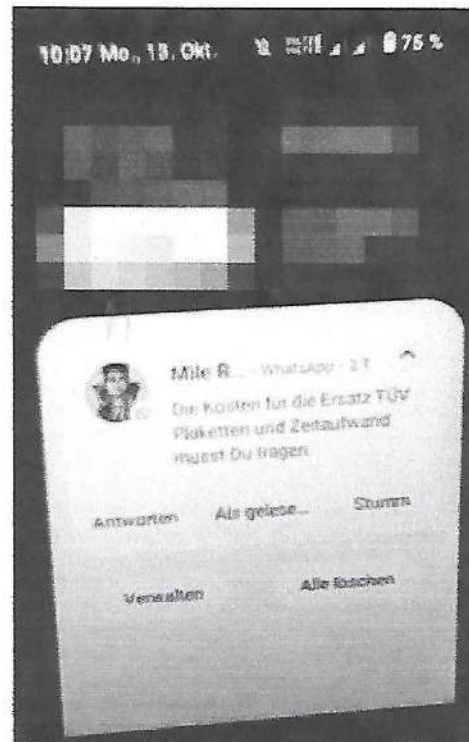 10:07 Mo., 13. Okt. 75 %
Mile R... · WhatsApp · 2 T
Die Kosten für die Ersatz TÜV
Plaketten und Zeitaufwand
musst Du tragen
Antworten Als gelese... Stumm
Verwalten Alle löschen